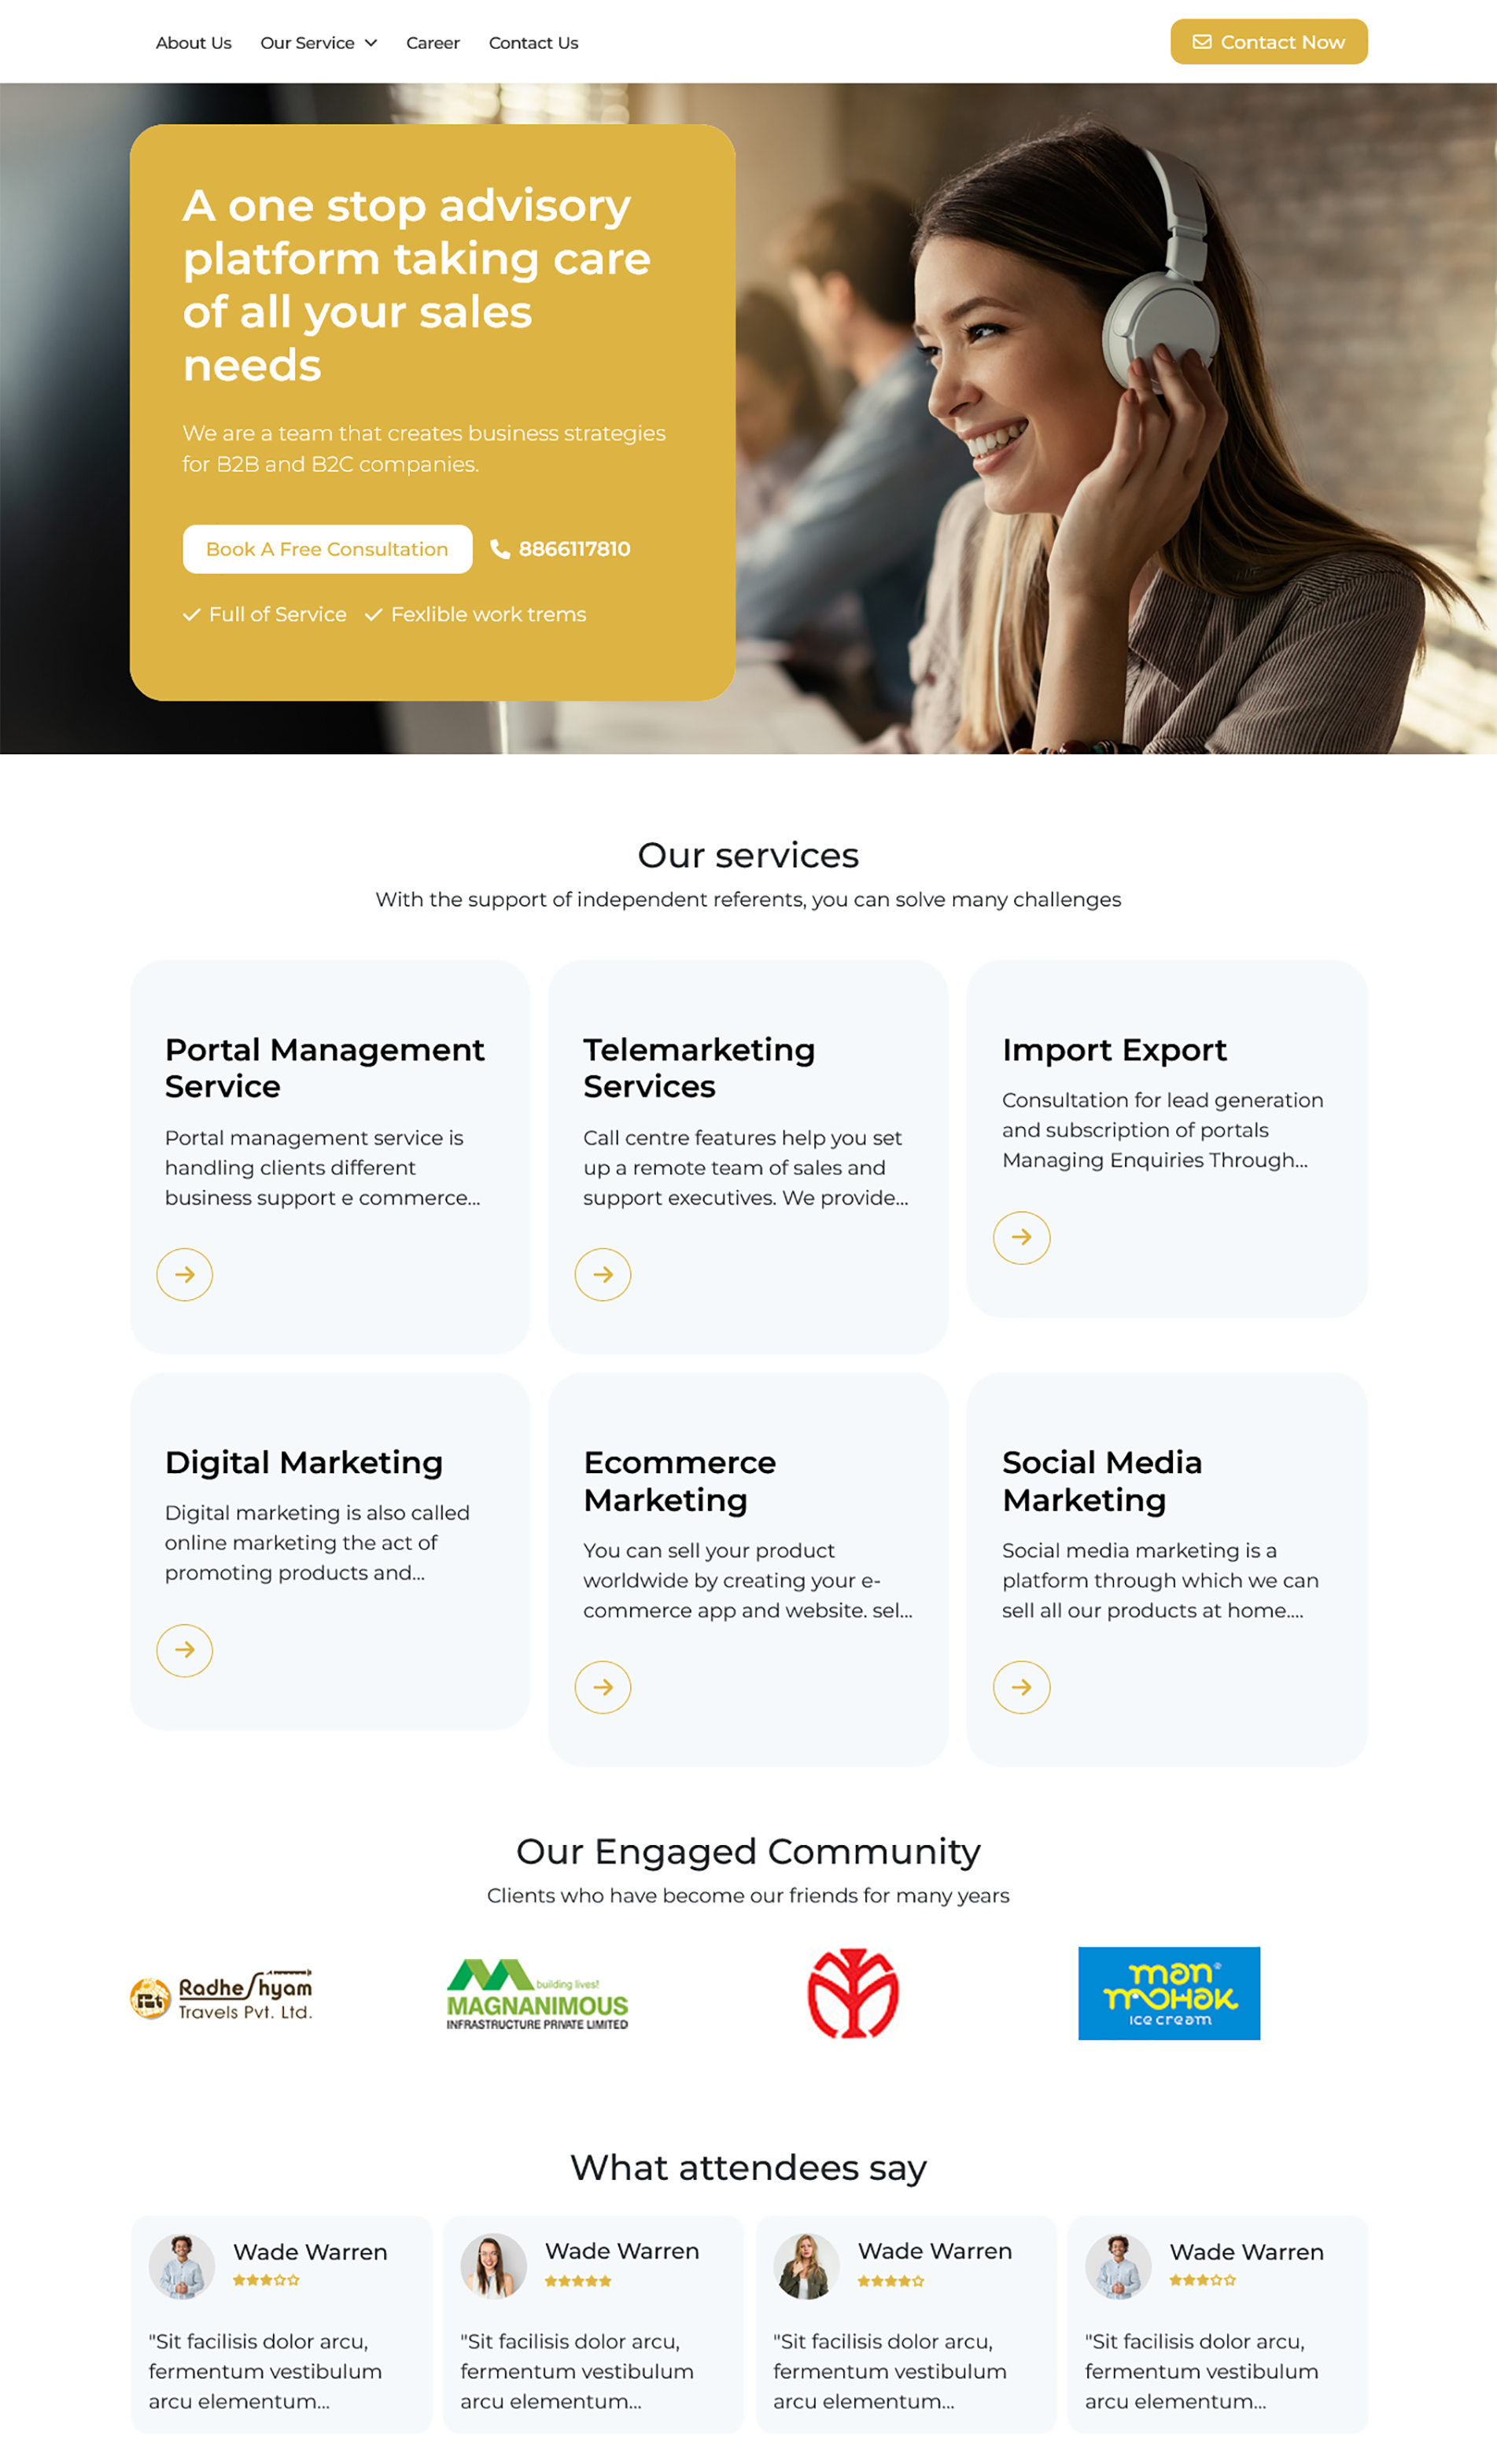 About Us Our Service Career Contact Us Contact Now
A one stop advisory
platform taking care
of all your sales
needs
We are a team that creates business strategies
for B2B and B2C companies.
Book A Free Consultation 8866117810
Full of Service Fexlible work trems
Our services
With the support of independent referents, you can solve many challenges
Portal Management
Service
Portal management service is
handling clients different
business support e commerce...
Telemarketing
Services
Call centre features help you set
up a remote team of sales and
support executives. We provide...
Import Export
Consultation for lead generation
and subscription of portals
Managing Enquiries Through...
Digital Marketing
Digital marketing is also called
online marketing the act of
promoting products and...
Ecommerce
Marketing
You can sell your product
worldwide by creating your e-
commerce app and website. sel...
Social Media
Marketing
Social media marketing is a
platform through which we can
sell all our products at home....
Our Engaged Community
Clients who have become our friends for many years
Radhe Shyam
Travels Pvt. Ltd.
building lives!
MAGNANIMOUS
INFRASTRUCTURE PRIVATE LIMITED
man
mohak
ice cream
What attendees say
Wade Warren
"Sit facilisis dolor arcu,
fermentum vestibulum
arcu elementum...
Wade Warren
"Sit facilisis dolor arcu,
fermentum vestibulum
arcu elementum...
Wade Warren
"Sit facilisis dolor arcu,
fermentum vestibulum
arcu elementum...
Wade Warren
"Sit facilisis dolor arcu,
fermentum vestibulum
arcu elementum...